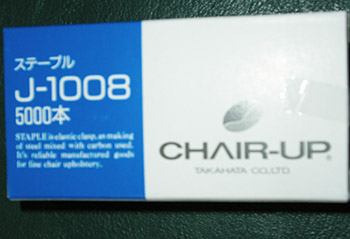 ステープル
J-1008
5000本
STAPLE is elastic clasp, as making
of steel mixed with carbon used.
It's reliable manufactured goods
for fine chair upholstery.
CHAIR-UP®
TAKAHATA CO.,LTD.